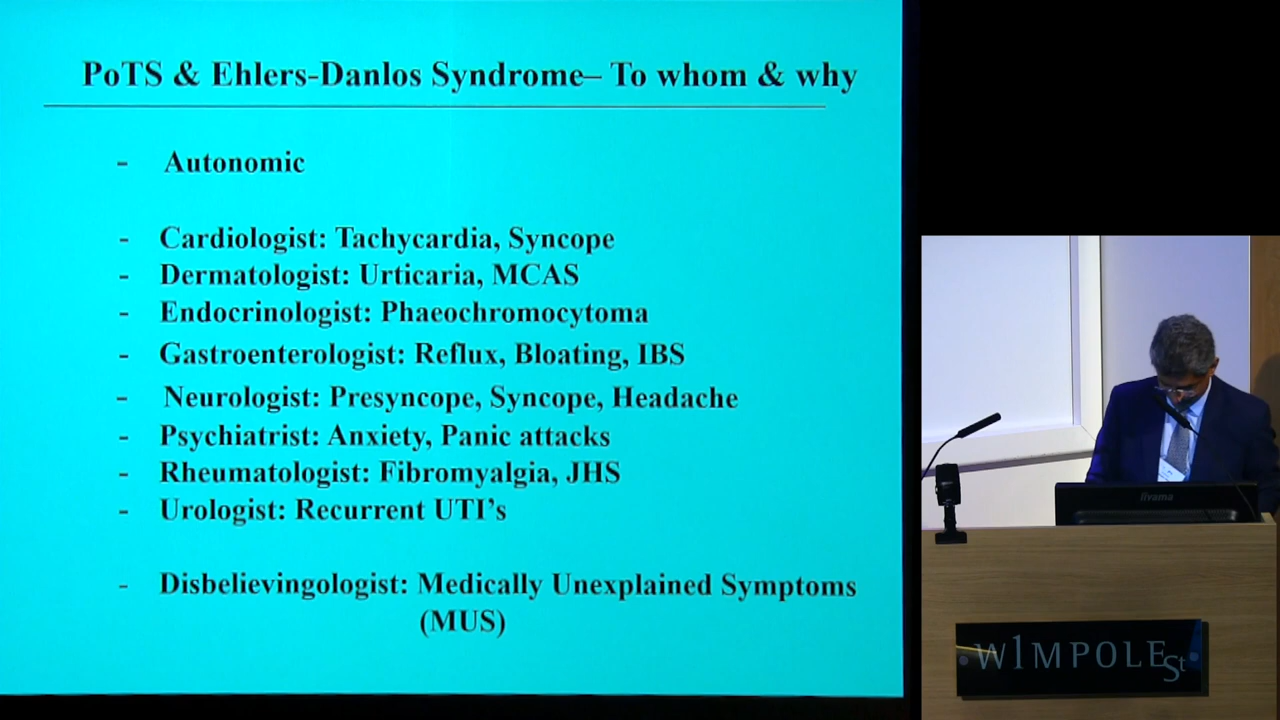 PoTS & Ehlers-Danlos Syndrome– To whom & why
- Autonomic
- Cardiologist: Tachycardia, Syncope
- Dermatologist: Urticaria, MCAS
- Endocrinologist: Phaeochromocytoma
- Gastroenterologist: Reflux, Bloating, IBS
- Neurologist: Presyncope, Syncope, Headache
- Psychiatrist: Anxiety, Panic attacks
- Rheumatologist: Fibromyalgia, JHS
- Urologist: Recurrent UTI’s
- Disbelievingologist: Medically Unexplained Symptoms
(MUS)
iiyama
W1MPOLE St